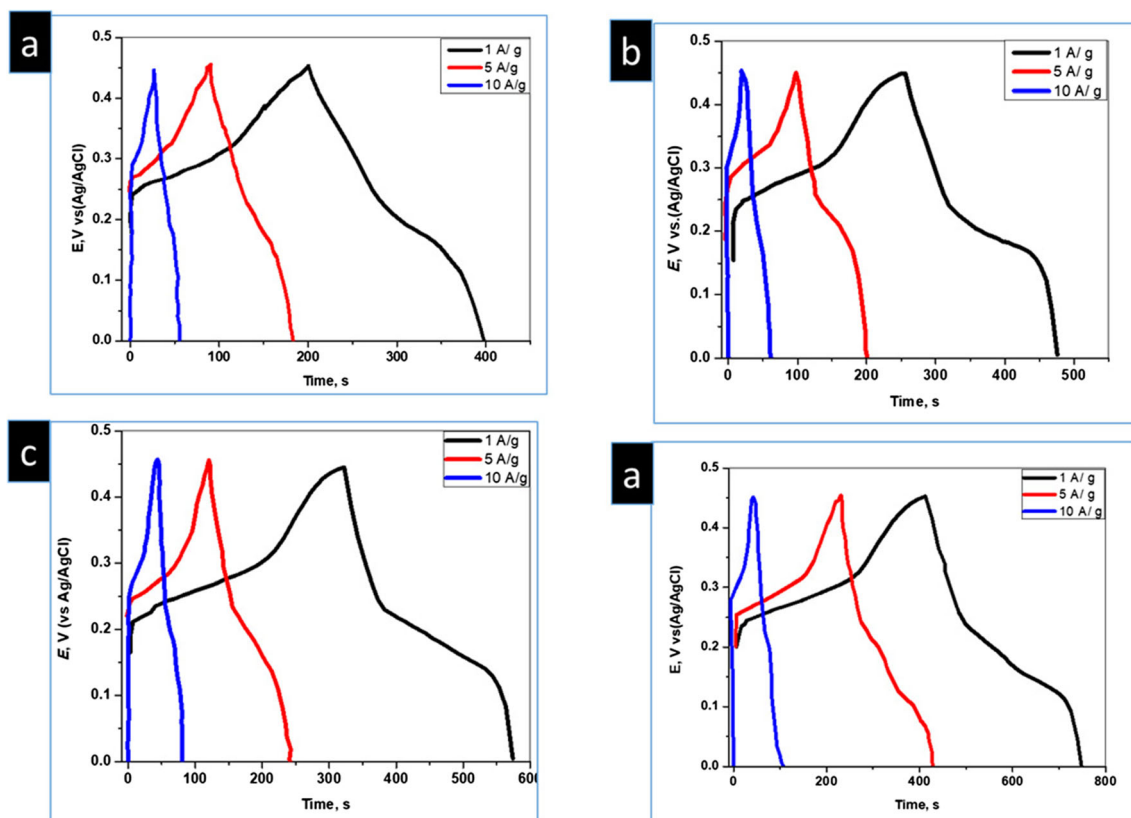 a
0.5
0.4
0.3
0.2
0.1
0.0
E,V vs(Ag/AgCl)
1 A/ g
5 A/g
10 A/g
0 100 200 300 400
Time, s
b
0.5
0.4
0.3
0.2
0.1
0.0
E, V vs.(Ag/AgCl)
1 A/ g
5 A/ g
10 A/ g
0 100 200 300 400 500
Time, s
c
0.5
0.4
0.3
0.2
0.1
0.0
E, V (vs Ag/AgCl)
1 A/g
5 A/g
10 A/g
0 100 200 300 400 500 600
Time, s
a
0.5
0.4
0.3
0.2
0.1
0.0
E, V vs(Ag/AgCl)
1 A/ g
5 A/ g
10 A/ g
0 200 400 600 800
Time, s